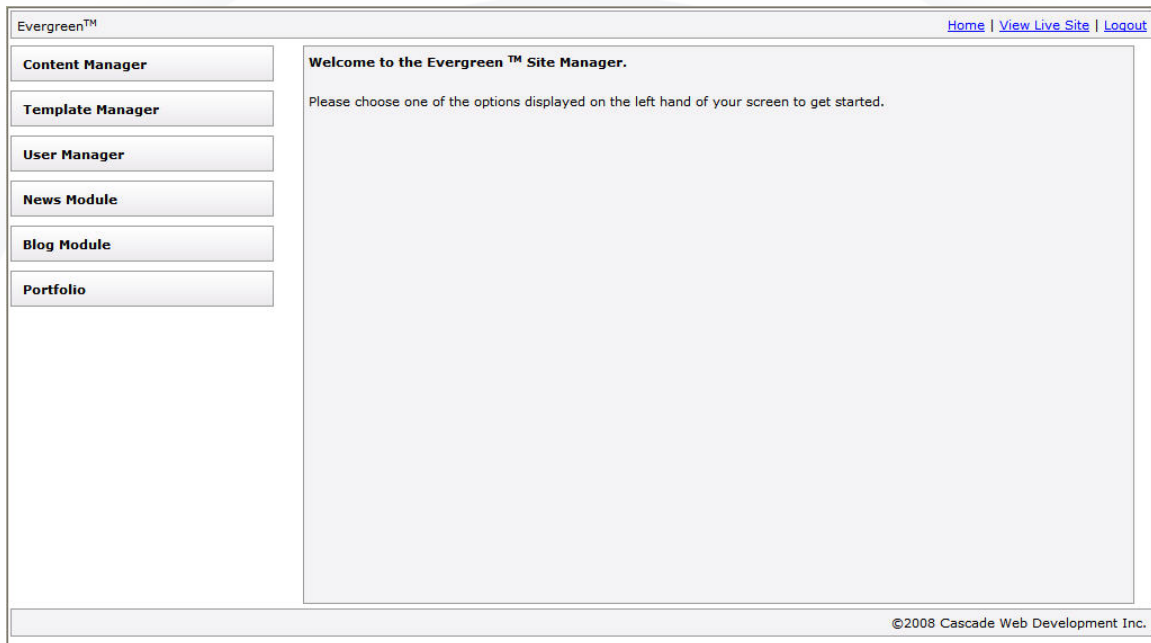 Evergreen™
Home | View Live Site | Logout
Content Manager
Template Manager
User Manager
News Module
Blog Module
Portfolio
Welcome to the Evergreen ™ Site Manager.
Please choose one of the options displayed on the left hand of your screen to get started.
©2008 Cascade Web Development Inc.